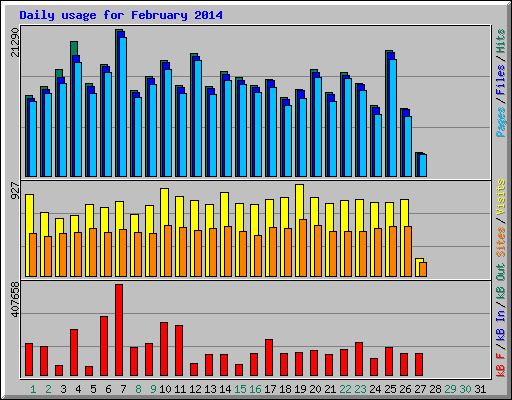 Daily usage for February 2014
21290
Pages / Files / Hits
927
Sites / Visits
407658
kB F / kB In / kB Out
1 2 3 4 5 6 7 8 9 10 11 12 13 14 15 16 17 18 19 20 21 22 23 24 25 26 27 28 29 30 31